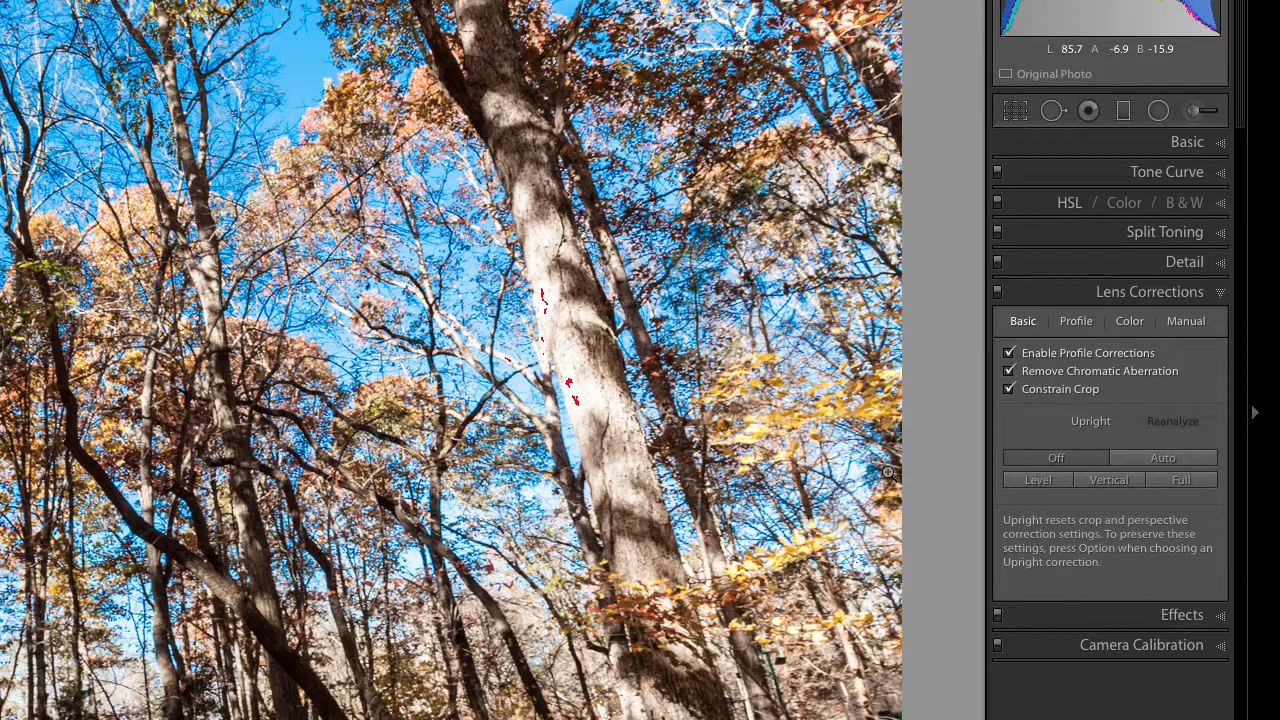 L 85.7 A -6.9 B -15.9
Original Photo
Basic
Tone Curve
HSL / Color / B & W
Split Toning
Detail
Lens Corrections
Basic Profile Color Manual
Enable Profile Corrections
Remove Chromatic Aberration
Constrain Crop
Upright Reanalyze
Off Auto
Level Vertical Full
Upright resets crop and perspective
correction settings. To preserve these
settings, press Option when choosing an
Upright correction.
Effects
Camera Calibration